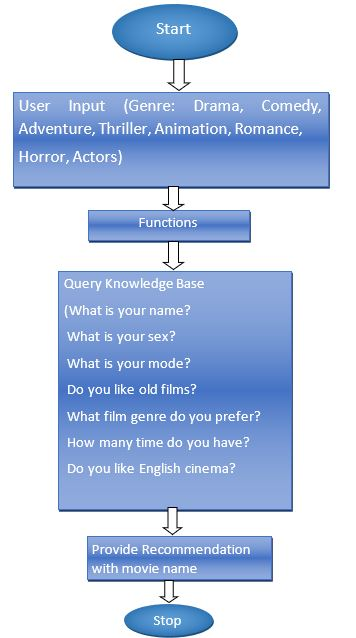 Start
User Input (Genre: Drama, Comedy,
Adventure, Thriller, Animation, Romance,
Horror, Actors)
Functions
Query Knowledge Base
(What is your name?
What is your sex?
What is your mode?
Do you like old films?
What film genre do you prefer?
How many time do you have?
Do you like English cinema?
Provide Recommendation
with movie name
Stop